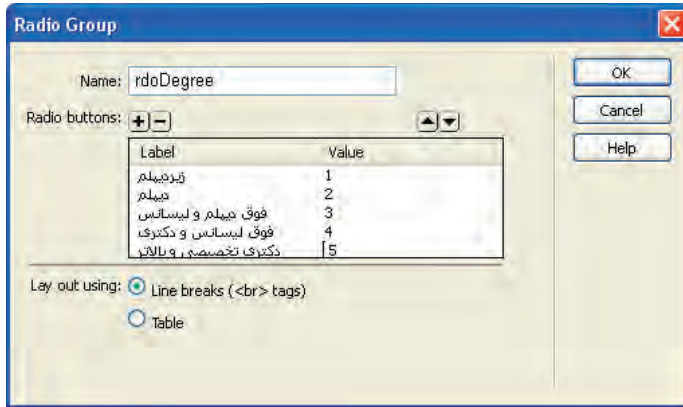 Radio Group
Name: rdoDegree
OK
Radio buttons:
Cancel
Label Value
Help
زیردیپلم 1
دیپلم 2
فوق دیپلم و لیسانس 3
فوق لیسانس و دکتری 4
دکتری تخصصی و بالاتر 5
Lay out using: Line breaks (<br> tags)
Table